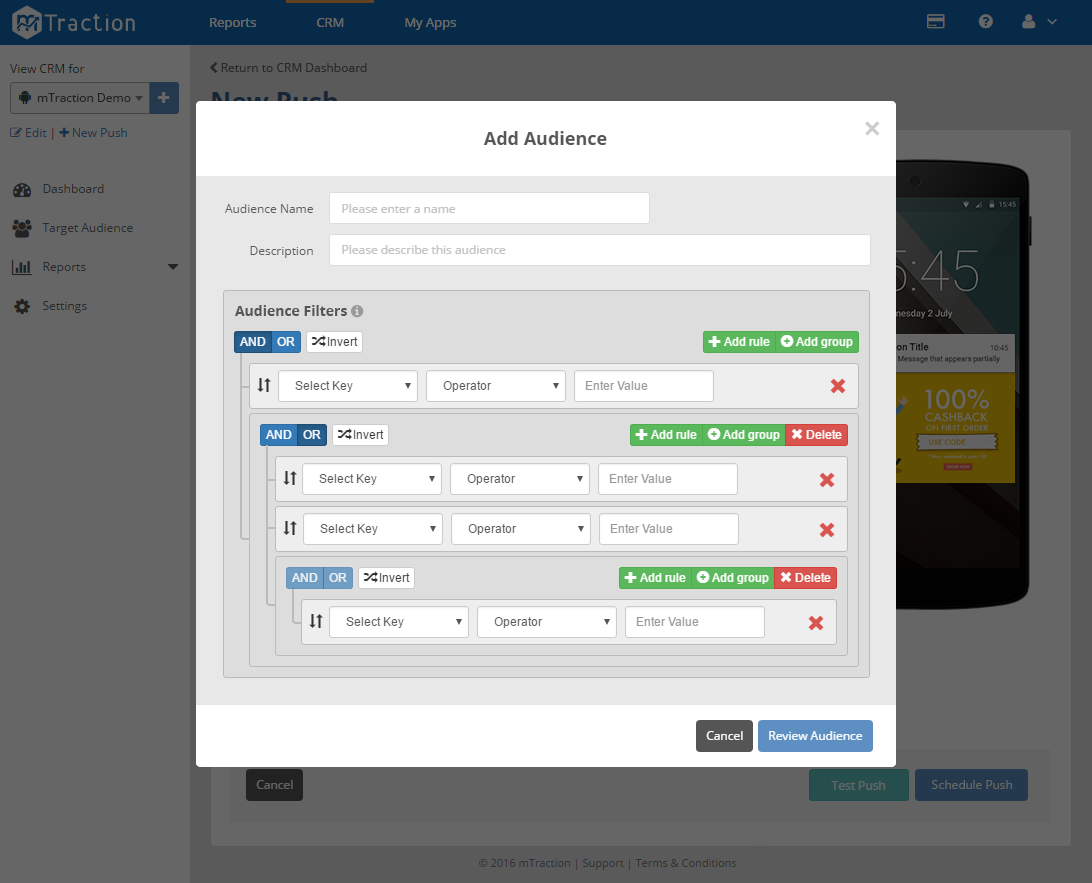 mTraction
Reports CRM My Apps
View CRM for
mTraction Demo
Edit | New Push
Dashboard
Target Audience
Reports
Settings
Return to CRM Dashboard
New Push
Add Audience
Audience Name Please enter a name
Description Please describe this audience
Audience Filters
AND OR Invert Add rule Add group
Select Key Operator Enter Value
AND OR Invert Add rule Add group Delete
Select Key Operator Enter Value
Select Key Operator Enter Value
AND OR Invert Add rule Add group Delete
Select Key Operator Enter Value
Cancel Review Audience
15:45
5:45
nesday 2 July
on Title 10:45
Message that appears partially
100%
CASHBACK
ON FIRST ORDER
USE CODE
Cancel Test Push Schedule Push
© 2016 mTraction | Support | Terms & Conditions